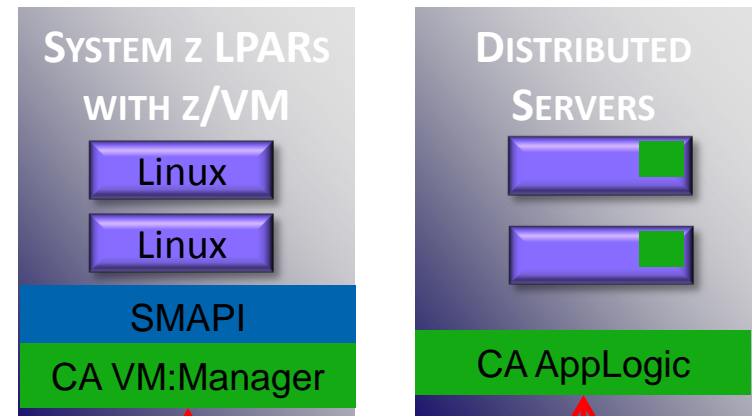 SYSTEM Z LPARS
WITH Z/VM
Linux
Linux
SMAPI
CA VM:Manager
DISTRIBUTED
SERVERS
CA AppLogic